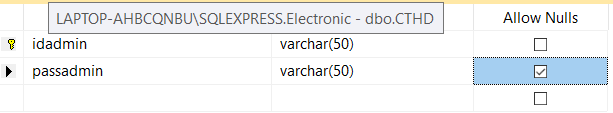 LAPTOP-AHBCQNBU\SQLEXPRESS.Electronic - dbo.CTHD Allow Nulls
idadmin varchar(50)
passadmin varchar(50)